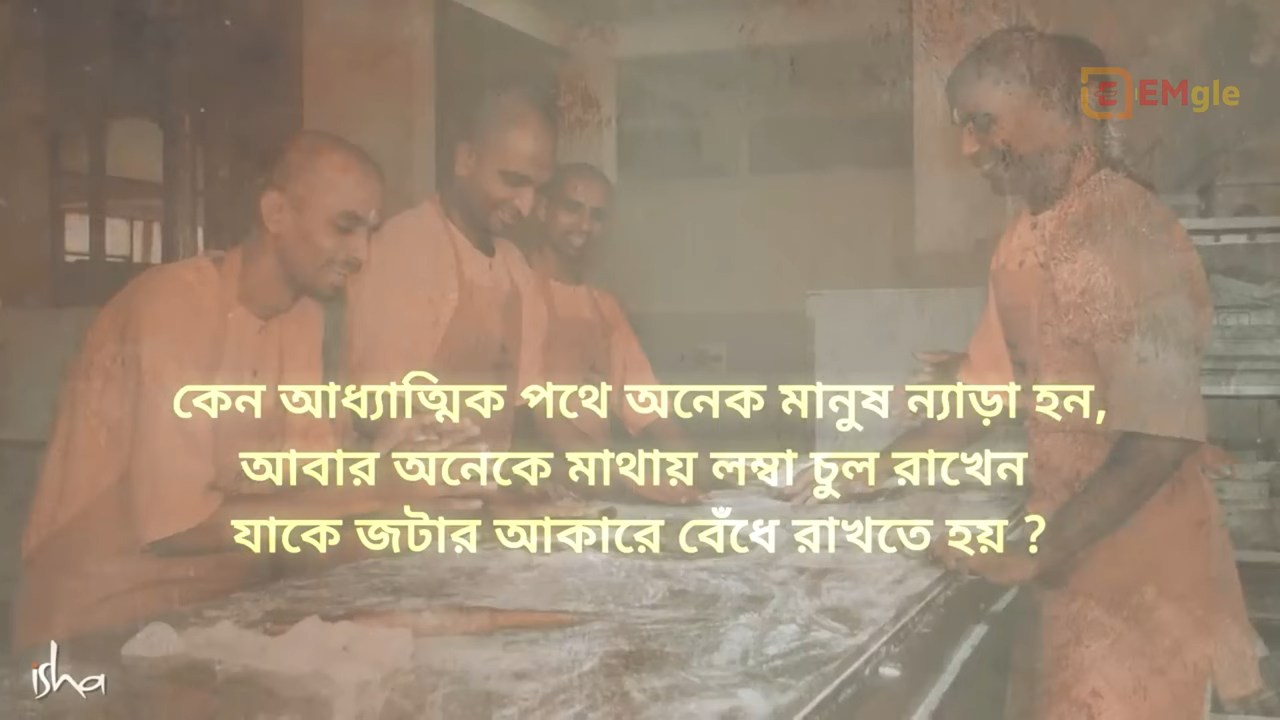 EMgle
কেন আধ্যাত্মিক পথে অনেক মানুষ ন্যাড়া হন,
আবার অনেকে মাথায় লম্বা চুল রাখেন
যাকে জটার আকারে বেঁধে রাখতে হয় ?
isha